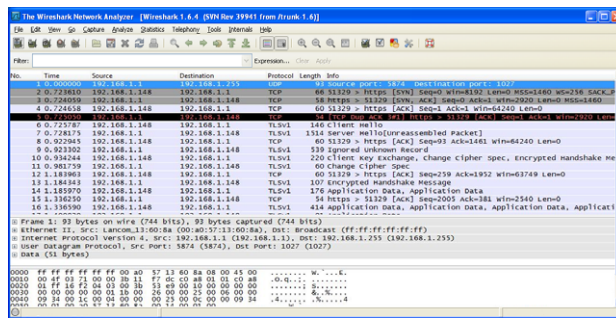 The Wireshark Network Analyzer [Wireshark 1.6.4 (SVN Rev 39941 from /trunk-1.6)]
File Edit View Go Capture Analyze Statistics Telephony Tools Internals Help
Filter: Expression... Clear Apply
No. Time Source Destination Protocol Length Info
1 0.000000 192.168.1.1 192.168.1.255 UDP 93 Source port: 5874 Destination port: 1027
2 0.723610 192.168.1.148 192.168.1.1 TCP 66 51329 > https [SYN] Seq=0 Win=8192 Len=0 MSS=1460 WS=256 SACK_P
3 0.724059 192.168.1.1 192.168.1.148 TCP 58 https > 51329 [SYN, ACK] Seq=0 Ack=1 Win=2920 Len=0 MSS=1460
4 0.724658 192.168.1.148 192.168.1.1 TCP 60 51329 > https [ACK] Seq=1 Ack=1 Win=64240 Len=0
5 0.725050 192.168.1.1 192.168.1.148 TCP 54 [TCP Dup ACK 3#1] https > 51329 [ACK] Seq=1 Ack=1 Win=2920 Len=
6 0.725787 192.168.1.148 192.168.1.1 TLSv1 146 Client Hello
7 0.728175 192.168.1.1 192.168.1.148 TLSv1 1514 Server Hello[Unreassembled Packet]
8 0.922945 192.168.1.148 192.168.1.1 TCP 60 51329 > https [ACK] Seq=93 Ack=1461 Win=64240 Len=0
9 0.923302 192.168.1.1 192.168.1.148 TLSv1 539 Ignored Unknown Record
10 0.934244 192.168.1.148 192.168.1.1 TLSv1 220 Client Key Exchange, Change Cipher Spec, Encrypted Handshake Me
11 0.981759 192.168.1.1 192.168.1.148 TLSv1 60 Change Cipher Spec
12 1.183963 192.168.1.148 192.168.1.1 TCP 60 51329 > https [ACK] Seq=259 Ack=1952 Win=63749 Len=0
13 1.184343 192.168.1.1 192.168.1.148 TLSv1 107 Encrypted Handshake Message
14 1.185970 192.168.1.148 192.168.1.1 TLSv1 176 Application Data, Application Data
15 1.336250 192.168.1.1 192.168.1.148 TCP 54 https > 51329 [ACK] Seq=2005 Ack=381 Win=2540 Len=0
16 1.336590 192.168.1.1 192.168.1.148 TLSv1 414 Application Data, Application Data, Application Data, Applicati
Frame 1: 93 bytes on wire (744 bits), 93 bytes captured (744 bits)
Ethernet II, Src: Lancom_13:60:8a (00:a0:57:13:60:8a), Dst: Broadcast (ff:ff:ff:ff:ff:ff)
Internet Protocol Version 4, Src: 192.168.1.1 (192.168.1.1), Dst: 192.168.1.255 (192.168.1.255)
User Datagram Protocol, Src Port: 5874 (5874), Dst Port: 1027 (1027)
Data (51 bytes)
0000 ff ff ff ff ff ff 00 a0 57 13 60 8a 08 00 45 00